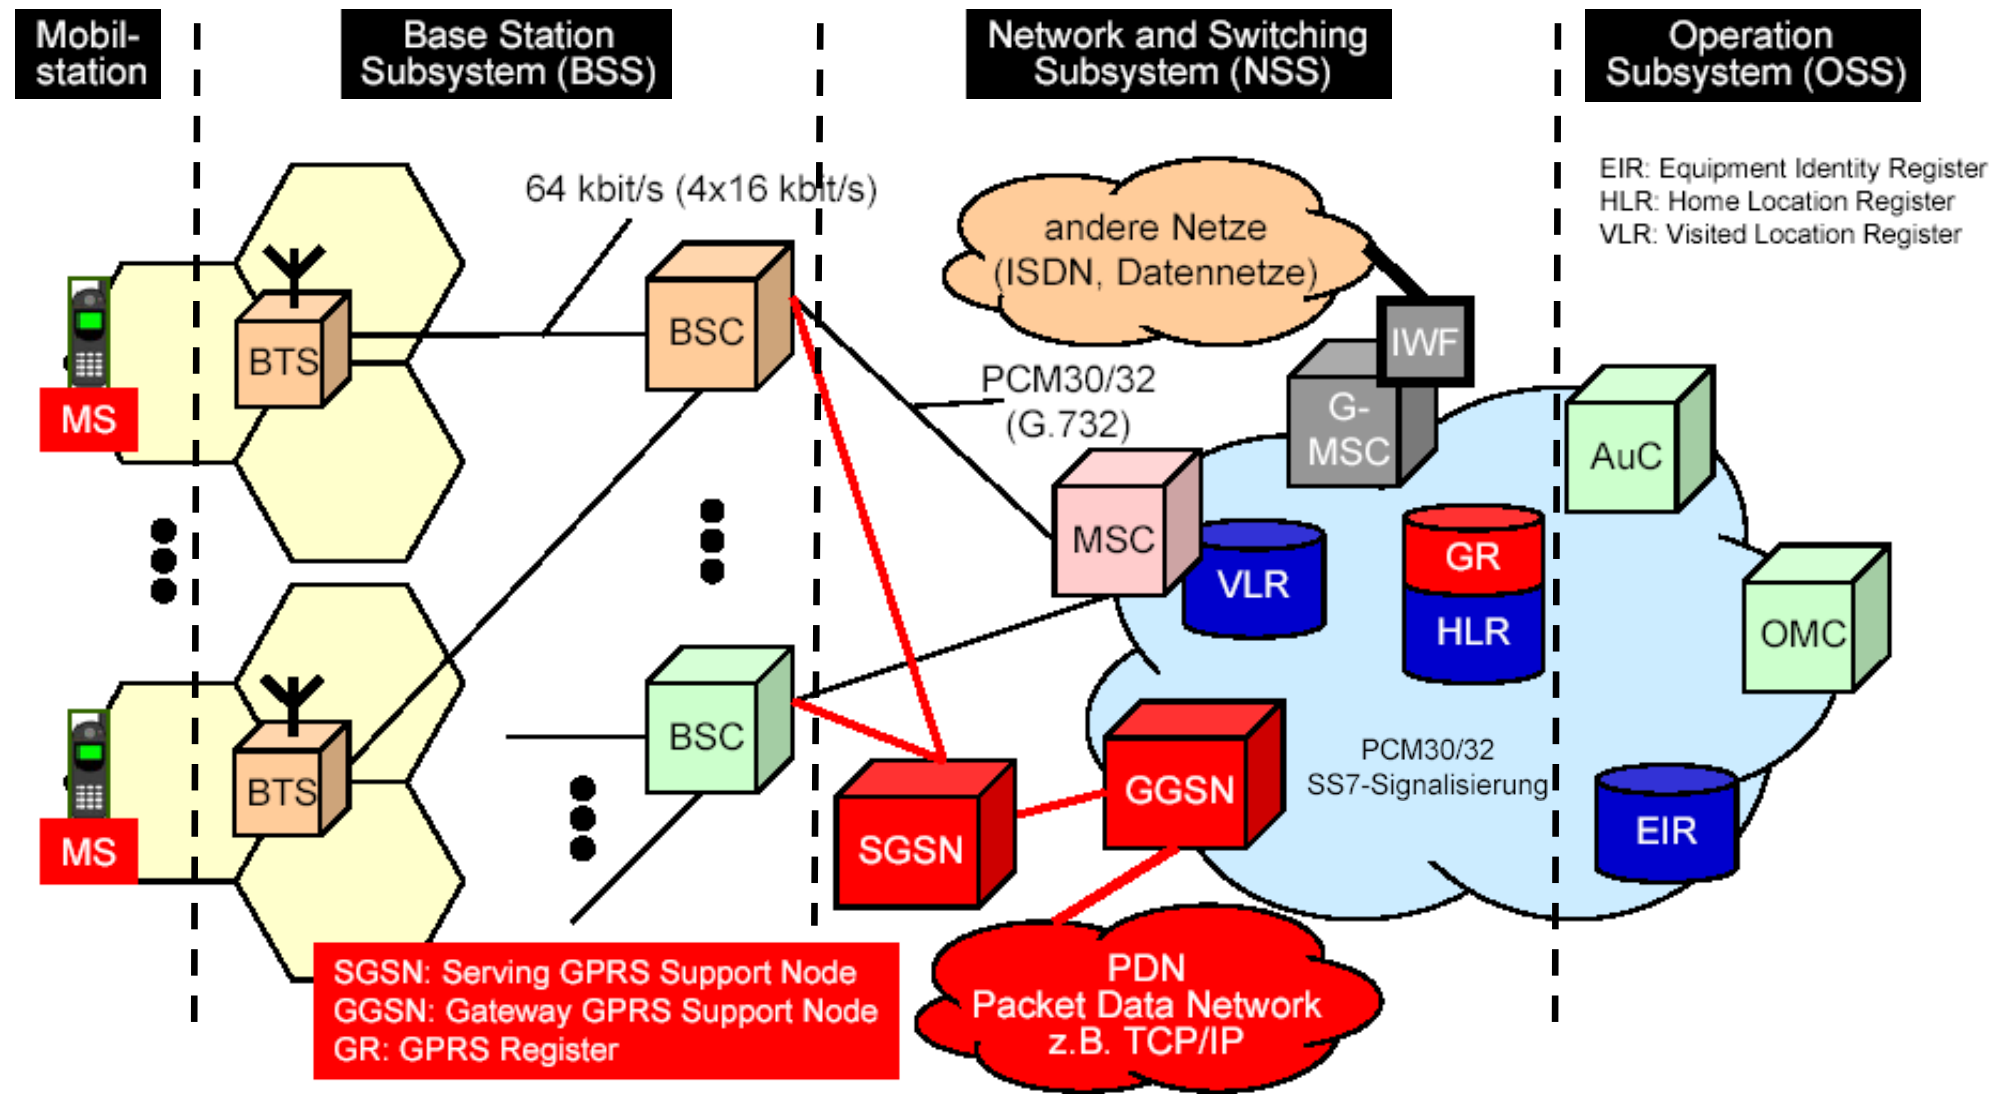 Mobil-
station
Base Station
Subsystem (BSS)
Network and Switching
Subsystem (NSS)
Operation
Subsystem (OSS)
EIR: Equipment Identity Register
HLR: Home Location Register
VLR: Visited Location Register
64 kbit/s (4x16 kbit/s)
andere Netze
(ISDN, Datennetze)
IWF
BTS
BSC
MS
PCM30/32
(G.732)
G-
MSC
AuC
MSC
VLR
GR
HLR
OMC
BSC
BTS
MS
PCM30/32
SS7-Signalisierung
GGSN
SGSN
EIR
SGSN: Serving GPRS Support Node
GGSN: Gateway GPRS Support Node
GR: GPRS Register
PDN
Packet Data Network
z.B. TCP/IP